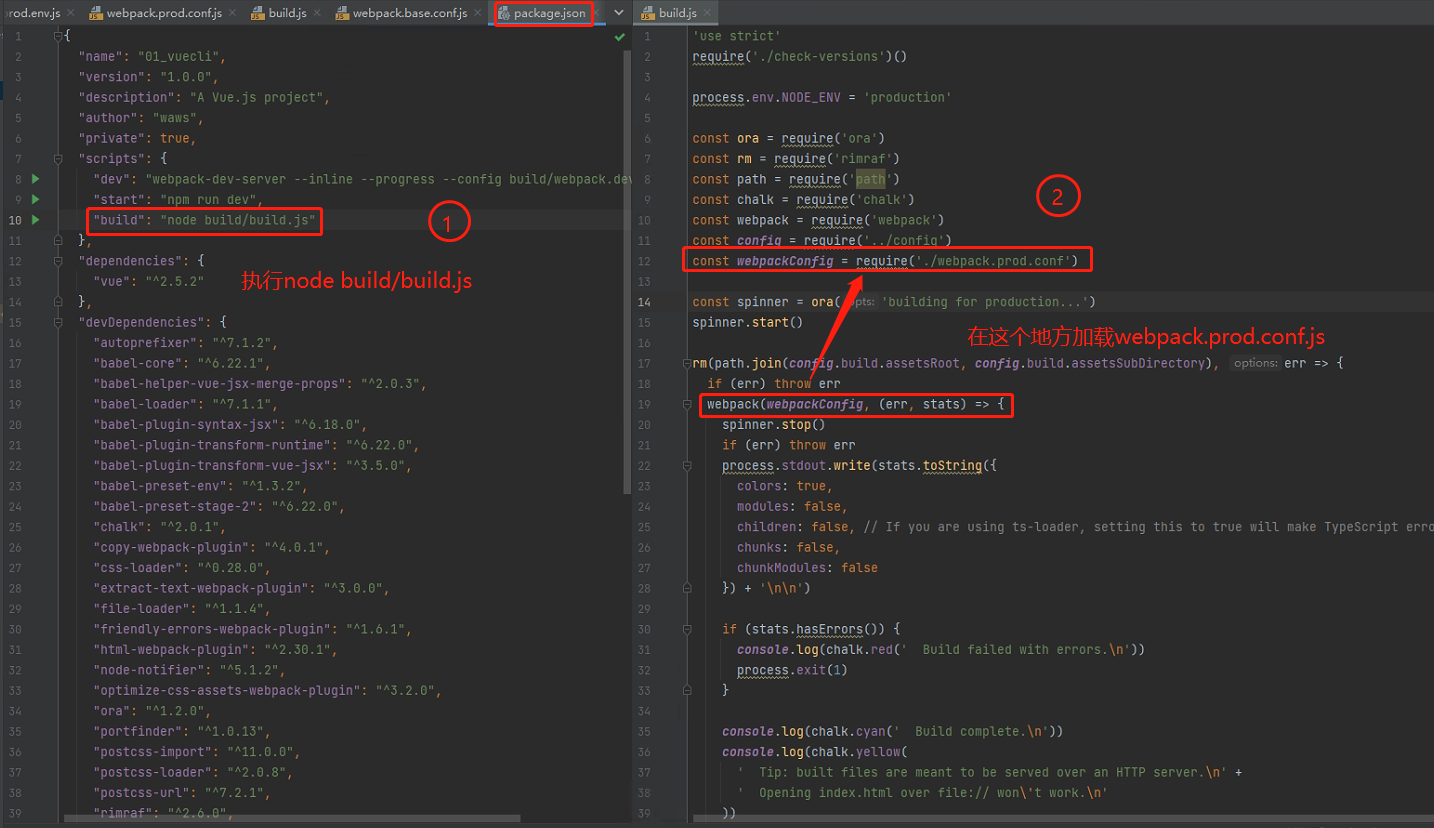 prod.env.js
webpack.prod.conf.js
build.js
webpack.base.conf.js
package.json
build.js
1 {
2 "name": "01_vuecli",
3 "version": "1.0.0",
4 "description": "A Vue.js project",
5 "author": "waws",
6 "private": true,
7 "scripts": {
8 "dev": "webpack-dev-server --inline --progress --config build/webpack.dev
9 "start": "npm run dev",
10 "build": "node build/build.js"
11 },
12 "dependencies": {
13 "vue": "^2.5.2"
14 },
15 "devDependencies": {
16 "autoprefixer": "^7.1.2",
17 "babel-core": "^6.22.1",
18 "babel-helper-vue-jsx-merge-props": "^2.0.3",
19 "babel-loader": "^7.1.1",
20 "babel-plugin-syntax-jsx": "^6.18.0",
21 "babel-plugin-transform-runtime": "^6.22.0",
22 "babel-plugin-transform-vue-jsx": "^3.5.0",
23 "babel-preset-env": "^1.3.2",
24 "babel-preset-stage-2": "^6.22.0",
25 "chalk": "^2.0.1",
26 "copy-webpack-plugin": "^4.0.1",
27 "css-loader": "^0.28.0",
28 "extract-text-webpack-plugin": "^3.0.0",
29 "file-loader": "^1.1.4",
30 "friendly-errors-webpack-plugin": "^1.6.1",
31 "html-webpack-plugin": "^2.30.1",
32 "node-notifier": "^5.1.2",
33 "optimize-css-assets-webpack-plugin": "^3.2.0",
34 "ora": "^1.2.0",
35 "portfinder": "^1.0.13",
36 "postcss-import": "^11.0.0",
37 "postcss-loader": "^2.0.8",
38 "postcss-url": "^7.2.1",
39 "rimraf": "^2.6.0",
1
执行node build/build.js
1 'use strict'
2 require('./check-versions')()
3
4 process.env.NODE_ENV = 'production'
5
6 const ora = require('ora')
7 const rm = require('rimraf')
8 const path = require('path')
9 const chalk = require('chalk')
10 const webpack = require('webpack')
11 const config = require('../config')
12 const webpackConfig = require('./webpack.prod.conf')
13
14 const spinner = ora( opts: 'building for production...')
15 spinner.start()
16
17 rm(path.join(config.build.assetsRoot, config.build.assetsSubDirectory), options: err => {
18 if (err) throw err
19 webpack(webpackConfig, (err, stats) => {
20 spinner.stop()
21 if (err) throw err
22 process.stdout.write(stats.toString({
23 colors: true,
24 modules: false,
25 children: false, // If you are using ts-loader, setting this to true will make TypeScript erro
26 chunks: false,
27 chunkModules: false
28 }) + '\n\n')
29
30 if (stats.hasErrors()) {
31 console.log(chalk.red('  Build failed with errors.\n'))
32 process.exit(1)
33 }
34
35 console.log(chalk.cyan('  Build complete.\n'))
36 console.log(chalk.yellow(
37 '  Tip: built files are meant to be served over an HTTP server.\n' +
38 '  Opening index.html over file:// won\'t work.\n'
39 ))
2
在这个地方加载webpack.prod.conf.js